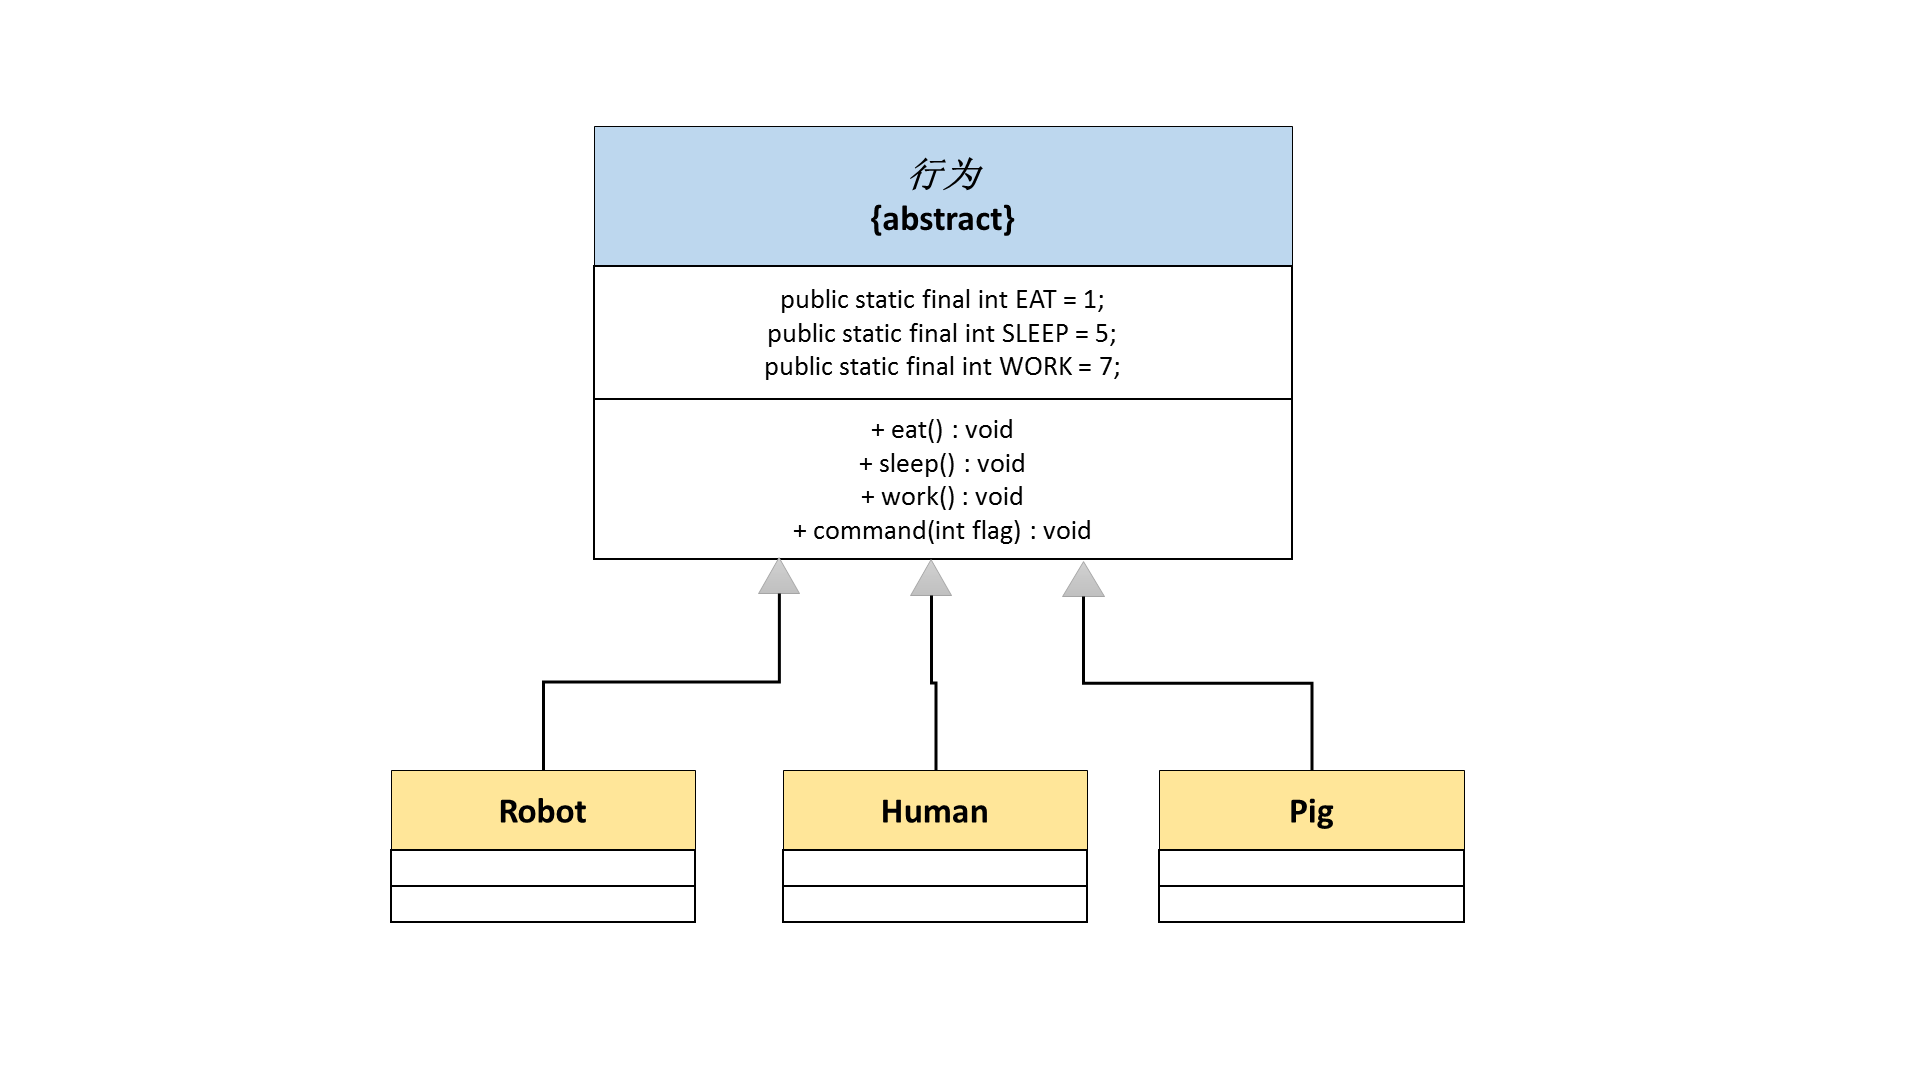 行为
{abstract}
public static final int EAT = 1;
public static final int SLEEP = 5;
public static final int WORK = 7;
+ eat() : void
+ sleep() : void
+ work() : void
+ command(int flag) : void
Robot
Human
Pig